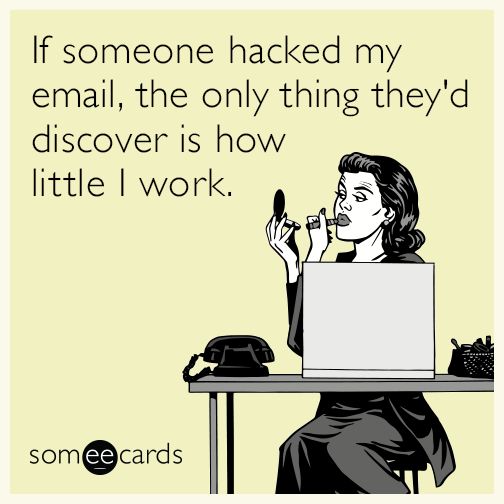 If someone hacked my
email, the only thing they'd
discover is how
little I work.
someecards